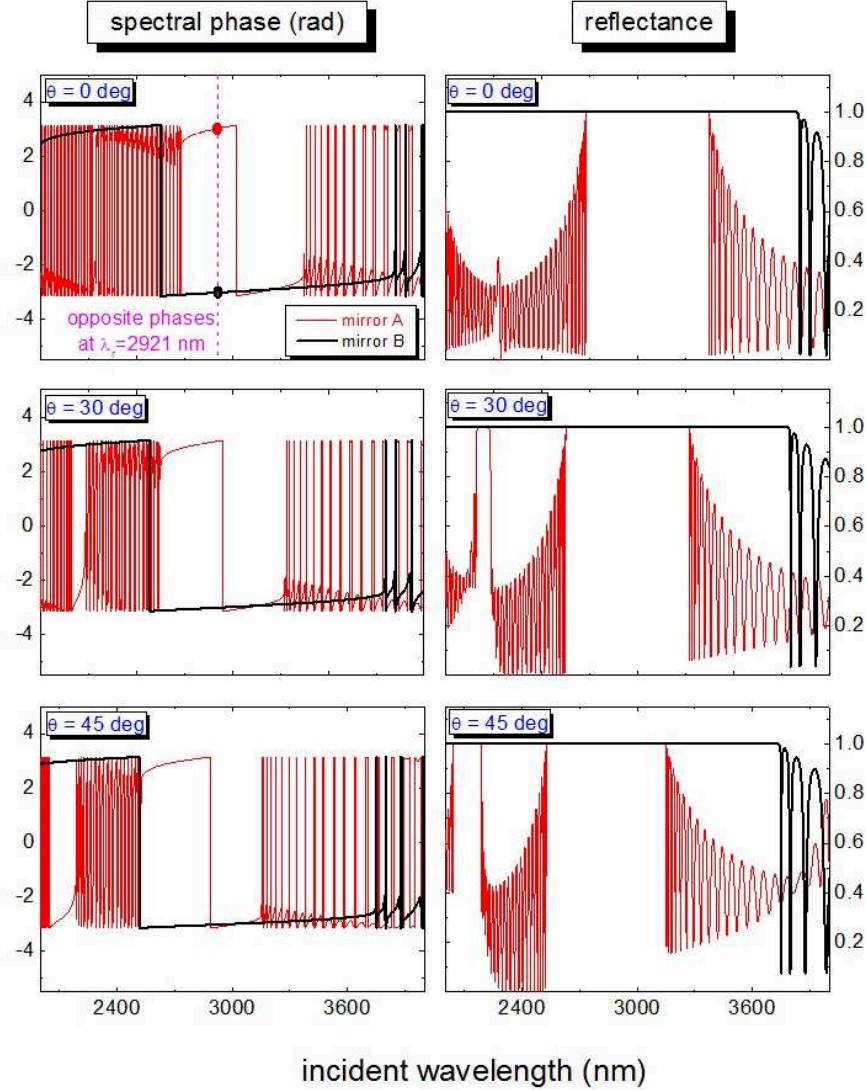 spectral phase (rad)
reflectance
θ = 0 deg
4
2
0
-2
-4
opposite phases
at λr=2921 nm
mirror A
mirror B
θ = 0 deg
1.0
0.8
0.6
0.4
0.2
θ = 30 deg
4
2
0
-2
-4
θ = 30 deg
1.0
0.8
0.6
0.4
0.2
θ = 45 deg
4
2
0
-2
-4
2400 3000 3600
θ = 45 deg
1.0
0.8
0.6
0.4
0.2
2400 3000 3600
incident wavelength (nm)